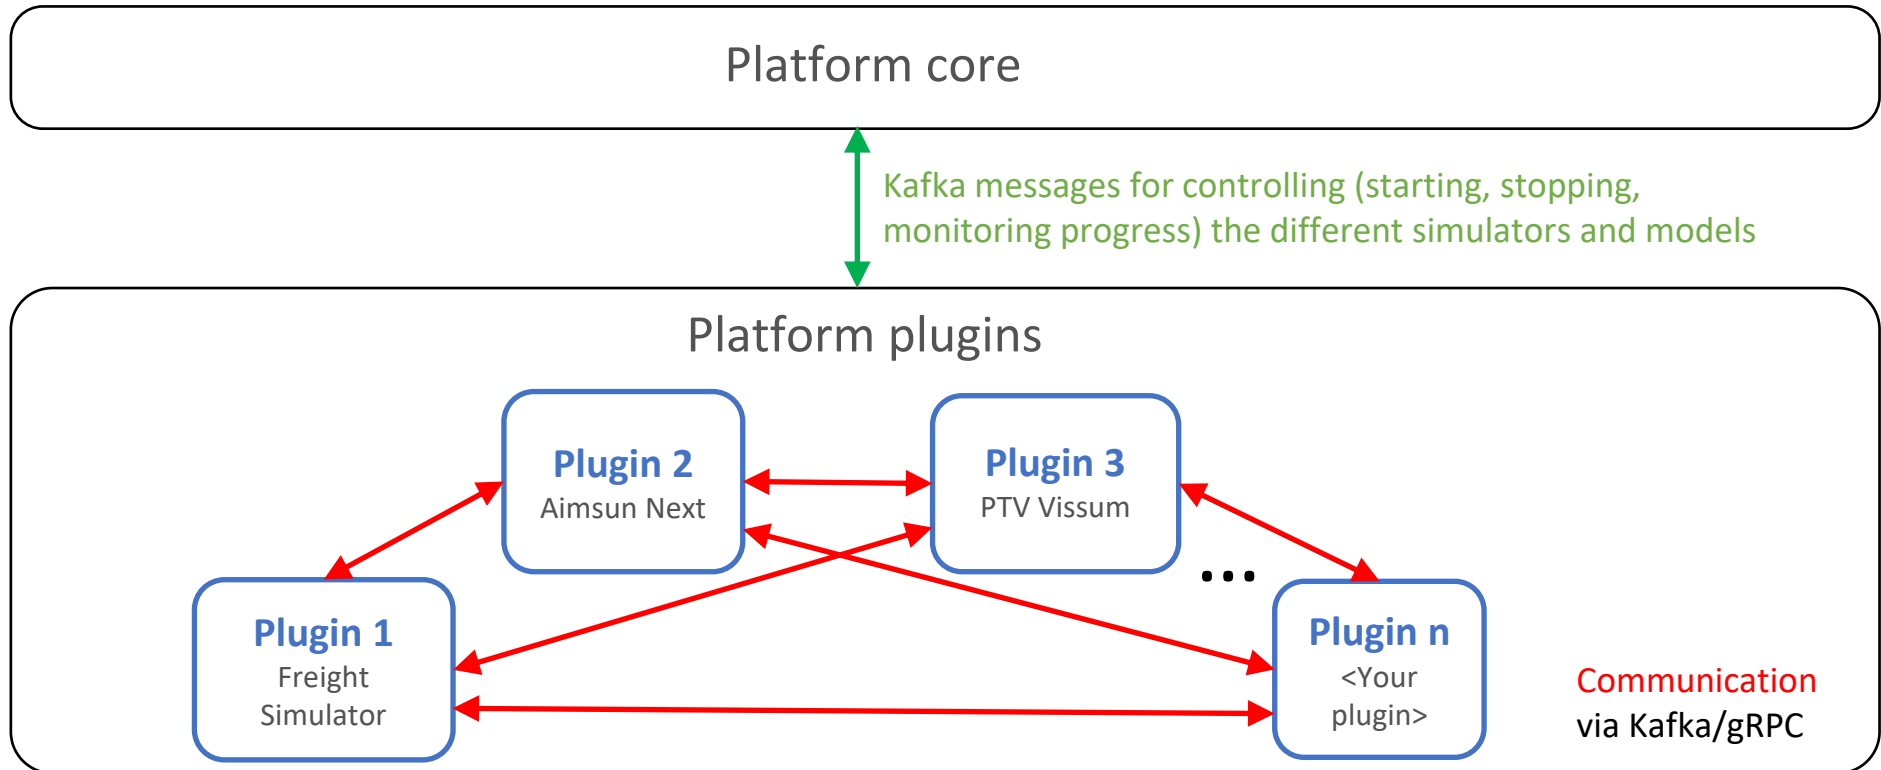 Platform core
Kafka messages for controlling (starting, stopping,
monitoring progress) the different simulators and models
Platform plugins
Plugin 2
Aimsun Next
Plugin 3
PTV Vissum
...
Plugin 1
Freight
Simulator
Plugin n
<Your
plugin>
Communication
via Kafka/gRPC